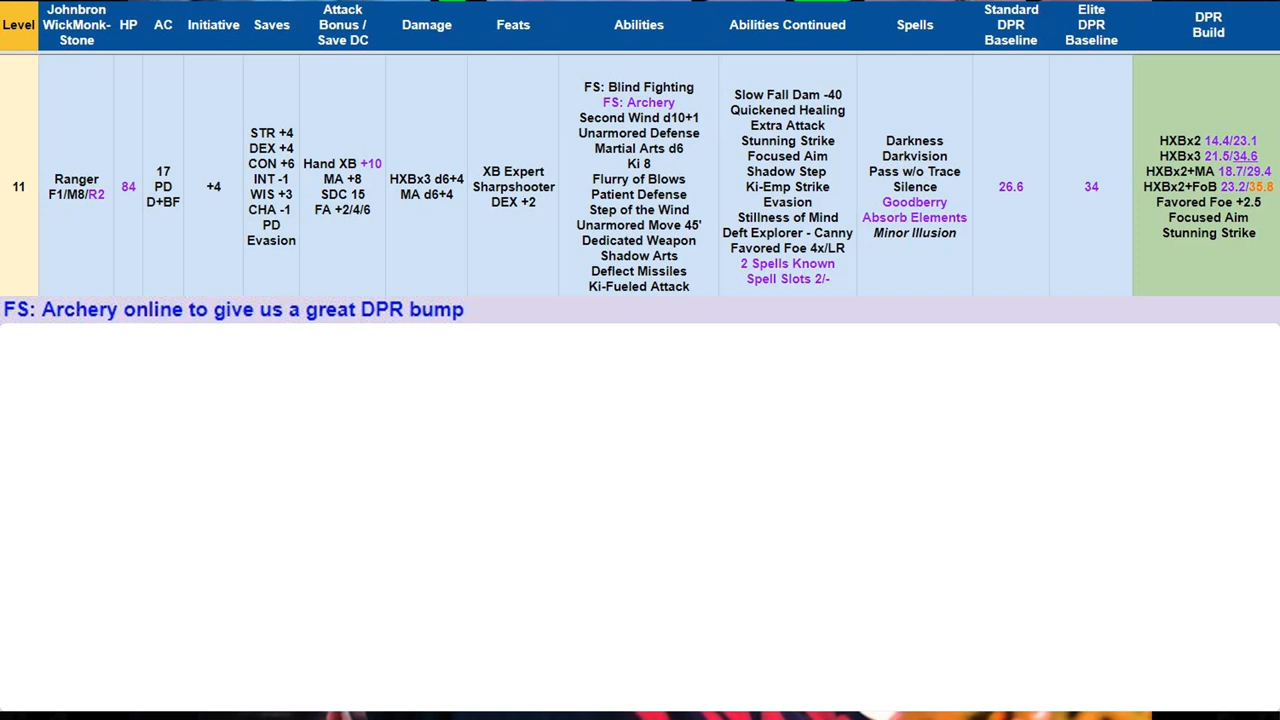 Level
Johnbron
WickMonk-
Stone
HP
AC
Initiative
Saves
Attack
Bonus /
Save DC
Damage
Feats
Abilities
Abilities Continued
Spells
Standard
DPR
Baseline
Elite
DPR
Baseline
DPR
Build
11
Ranger
F1/M8/R2
84
17
PD
D+BF
+4
STR +4
DEX +4
CON +6
INT -1
WIS +3
CHA -1
PD
Evasion
Hand XB +10
MA +8
SDC 15
FA +2/4/6
HXBx3 d6+4
MA d6+4
XB Expert
Sharpshooter
DEX +2
FS: Blind Fighting
FS: Archery
Second Wind d10+1
Unarmored Defense
Martial Arts d6
Ki 8
Flurry of Blows
Patient Defense
Step of the Wind
Unarmored Move 45'
Dedicated Weapon
Shadow Arts
Deflect Missiles
Ki-Fueled Attack
Slow Fall Dam -40
Quickened Healing
Extra Attack
Stunning Strike
Focused Aim
Shadow Step
Ki-Emp Strike
Evasion
Stillness of Mind
Deft Explorer - Canny
Favored Foe 4x/LR
2 Spells Known
Spell Slots 2/-
Darkness
Darkvision
Pass w/o Trace
Silence
Goodberry
Absorb Elements
Minor Illusion
26.6
34
HXBx2 14.4/23.1
HXBx3 21.5/34.6
HXBx2+MA 18.7/29.4
HXBx2+FoB 23.2/35.8
Favored Foe +2.5
Focused Aim
Stunning Strike
FS: Archery online to give us a great DPR bump